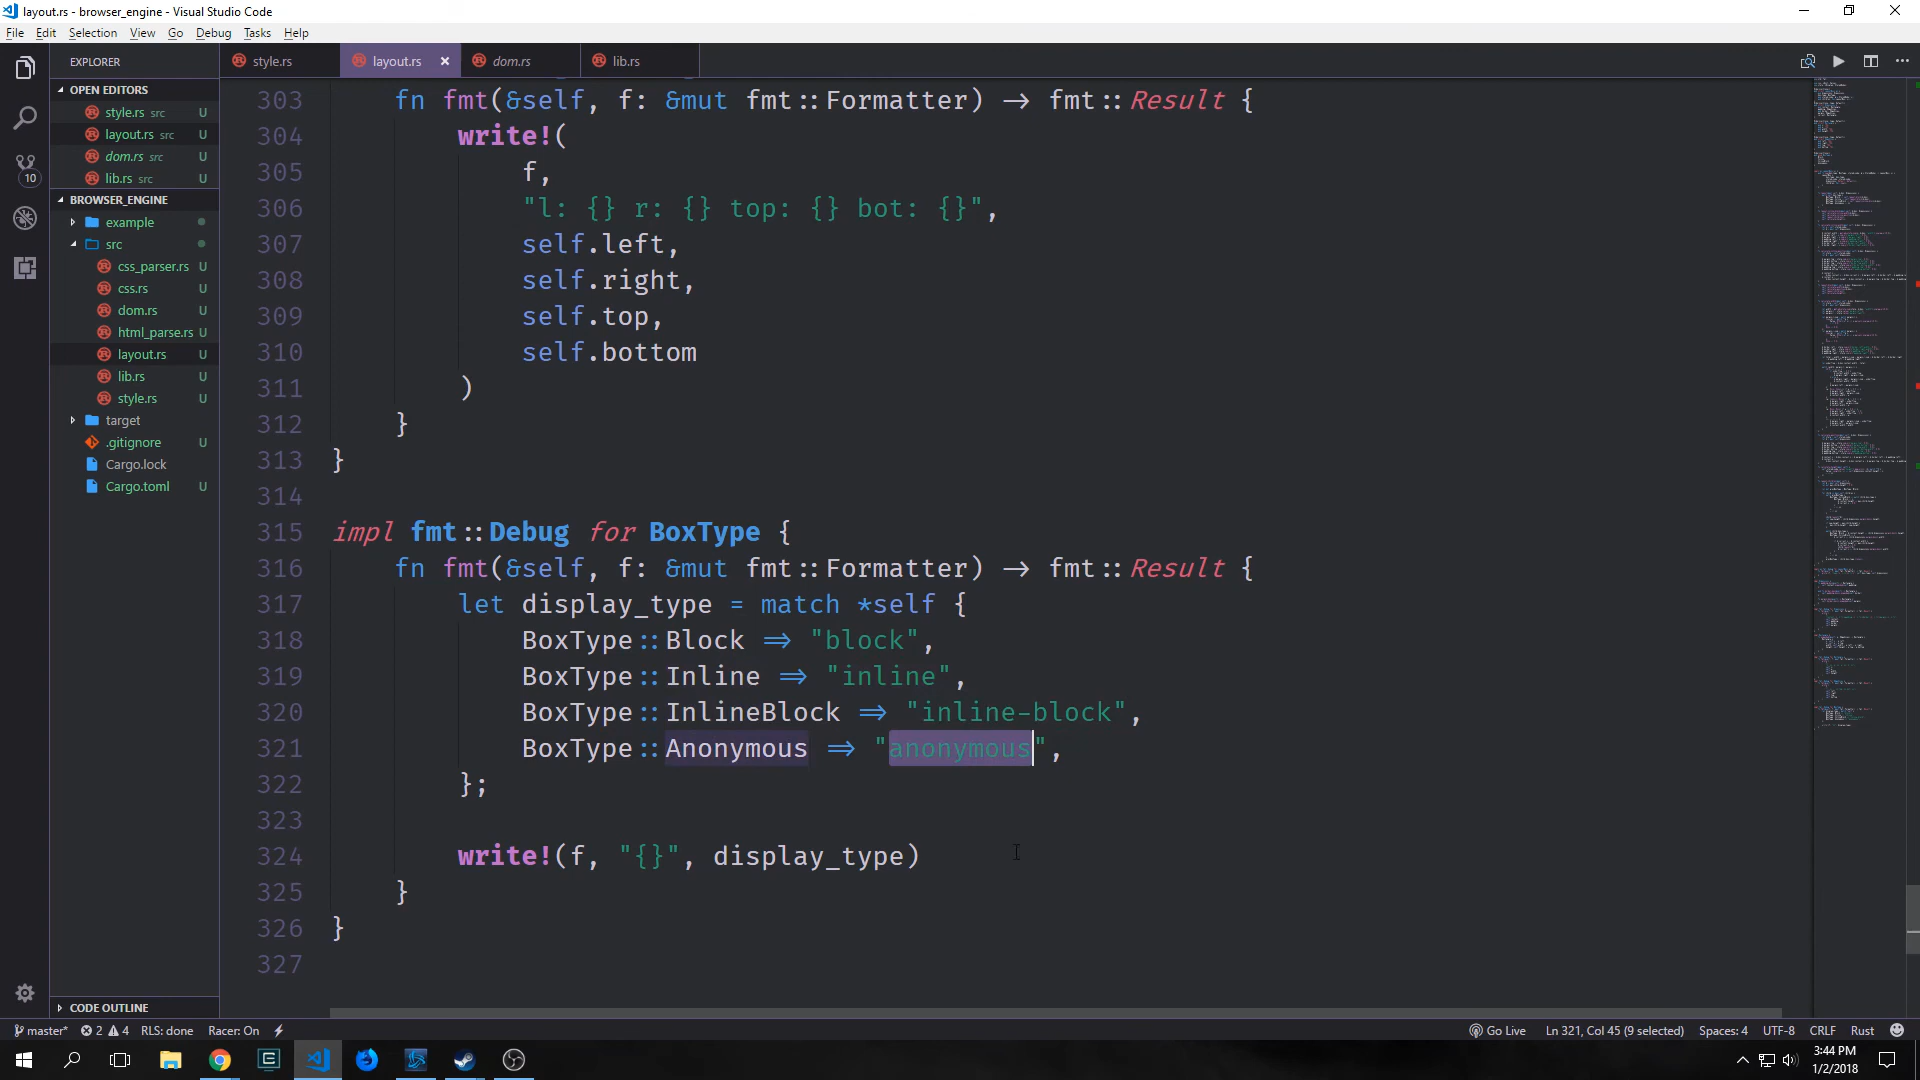 layout.rs - browser_engine - Visual Studio Code
File Edit Selection View Go Debug Tasks Help
EXPLORER
style.rs
layout.rs
dom.rs
lib.rs
OPEN EDITORS
style.rs src U
layout.rs src U
dom.rs src U
lib.rs src U
10
BROWSER_ENGINE
example
src
css_parser.rs U
css.rs U
dom.rs U
html_parse.rs U
layout.rs U
lib.rs U
style.rs U
target
.gitignore U
Cargo.lock
Cargo.toml U
CODE OUTLINE
303 fn fmt(&self, f: &mut fmt::Formatter) -> fmt::Result {
304 write!(
305 f,
306 "l: {} r: {} top: {} bot: {}",
307 self.left,
308 self.right,
309 self.top,
310 self.bottom
311 )
312 }
313 }
314
315 impl fmt::Debug for BoxType {
316 fn fmt(&self, f: &mut fmt::Formatter) -> fmt::Result {
317 let display_type = match *self {
318 BoxType::Block => "block",
319 BoxType::Inline => "inline",
320 BoxType::InlineBlock => "inline-block",
321 BoxType::Anonymous => "anonymous",
322 };
323
324 write!(f, "{}", display_type)
325 }
326 }
327
master* 2 4 RLS: done Racer: On Go Live Ln 321, Col 45 (9 selected) Spaces: 4 UTF-8 CRLF Rust
3:44 PM
1/2/2018